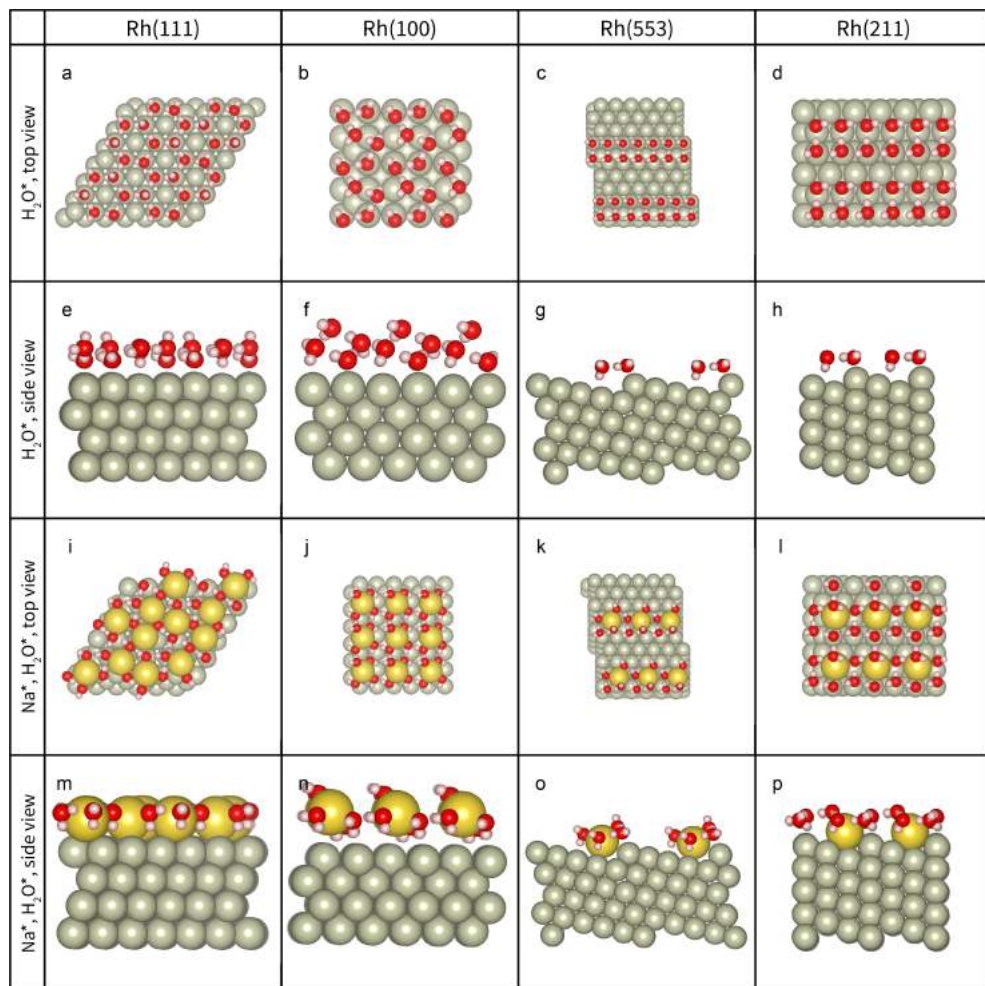 Rh(111) Rh(100) Rh(553) Rh(211)
H₂O*, top view
a b c d
H₂O*, side view
e f g h
Na*, H₂O*, top view
i j k l
Na*, H₂O*, side view
m n o p